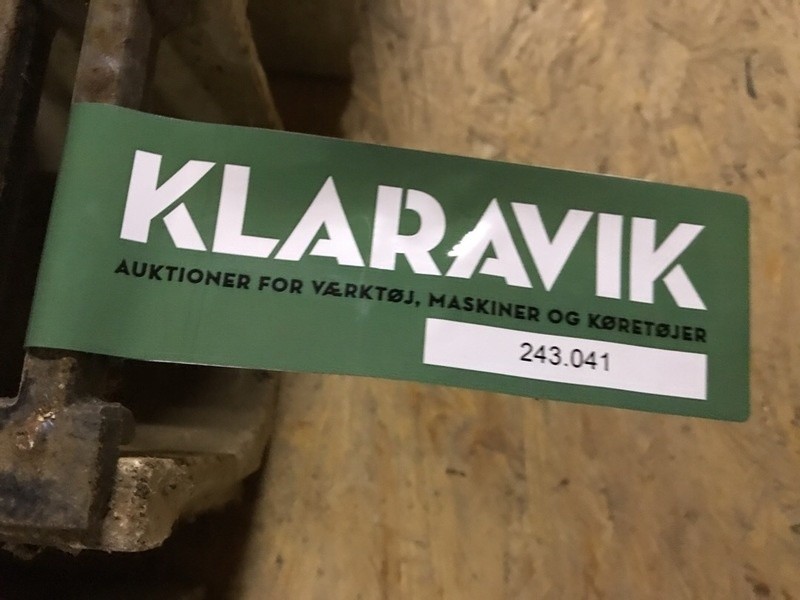 KLARAVIK
AUKTIONER FOR VÆRKTØJ, MASKINER OG KØRETØJER
243.041